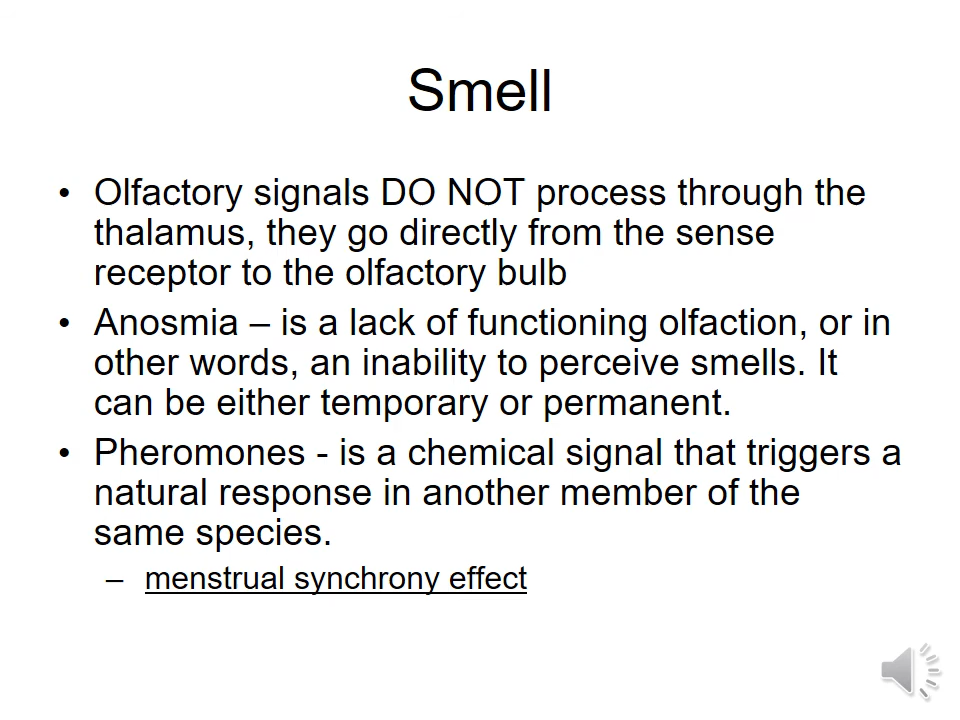 Smell
• Olfactory signals DO NOT process through the
thalamus, they go directly from the sense
receptor to the olfactory bulb
• Anosmia – is a lack of functioning olfaction, or in
other words, an inability to perceive smells. It
can be either temporary or permanent.
• Pheromones - is a chemical signal that triggers a
natural response in another member of the
same species.
– menstrual synchrony effect